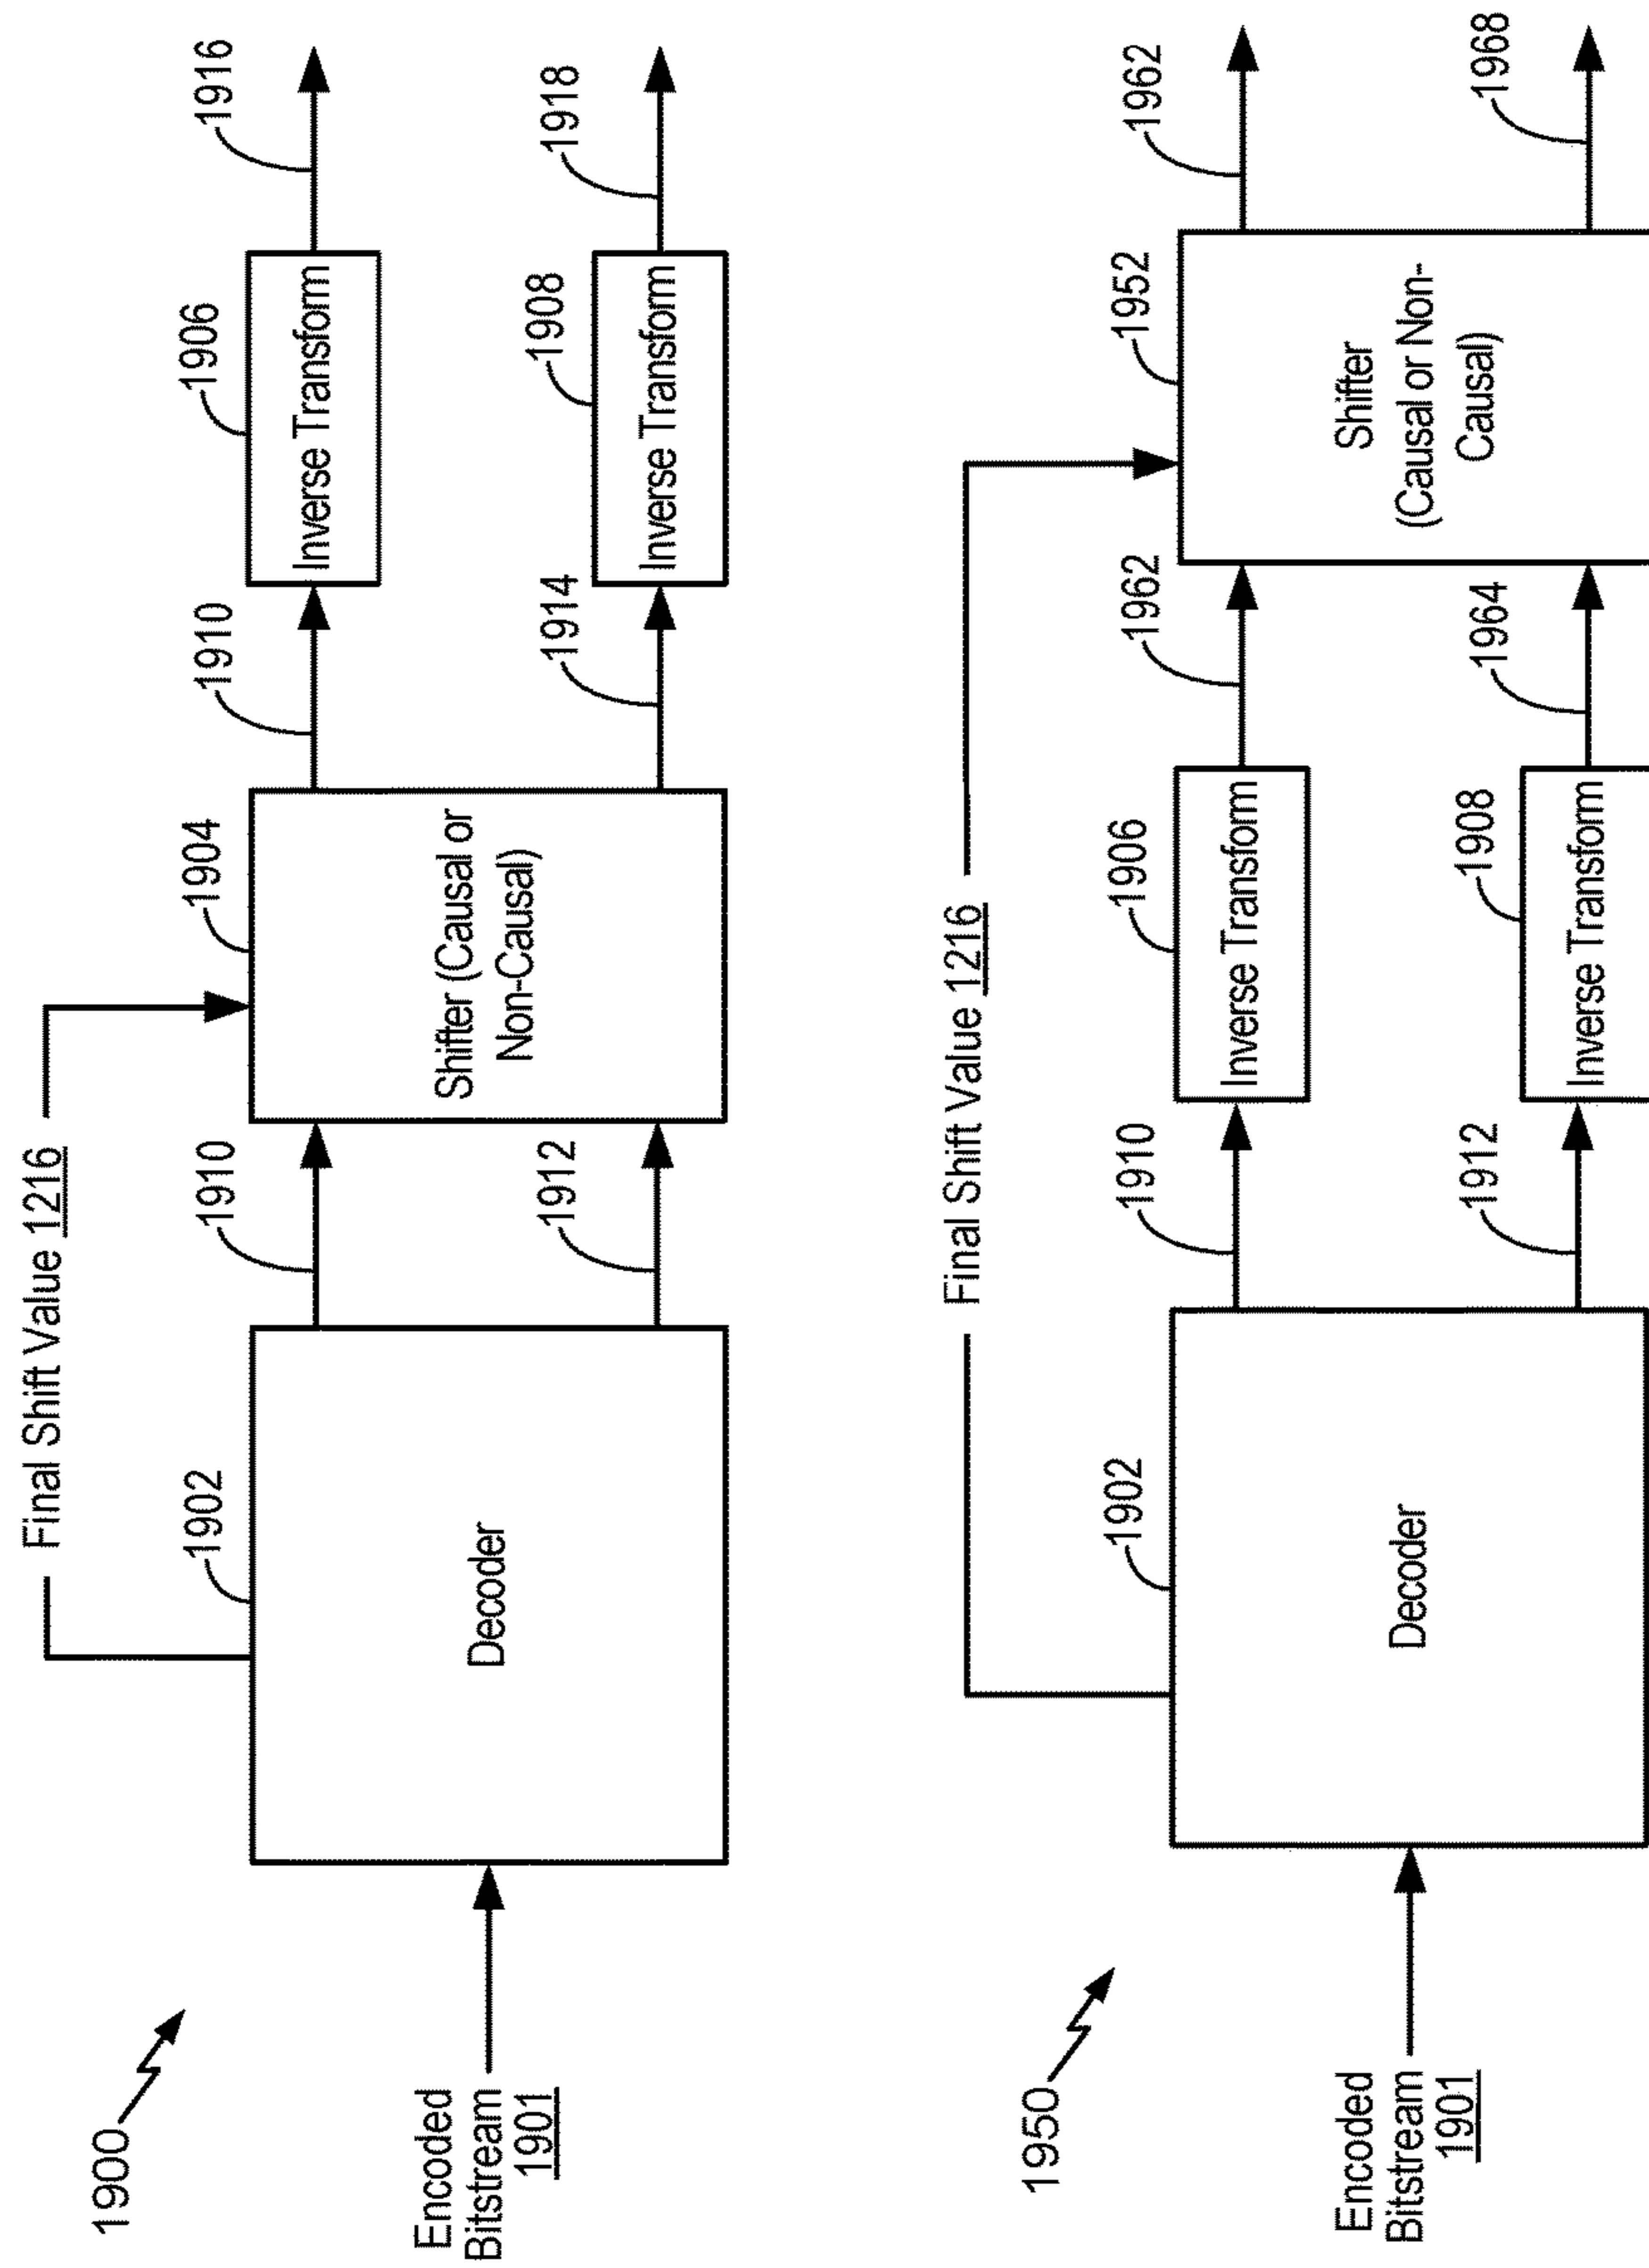 1900
Final Shift Value 1216
1902
1904
1906
1910
1910
1916
Encoded
Bitstream
1901
Decoder
Shifter (Causal or
Non-Causal)
Inverse Transform
1912
1914
1908
1918
Inverse Transform
1950
Final Shift Value 1216
1902
1910
1906
1962
1952
1962
Encoded
Bitstream
1901
Decoder
Inverse Transform
Shifter
(Causal or Non-
Causal)
1912
1908
1964
1968
Inverse Transform